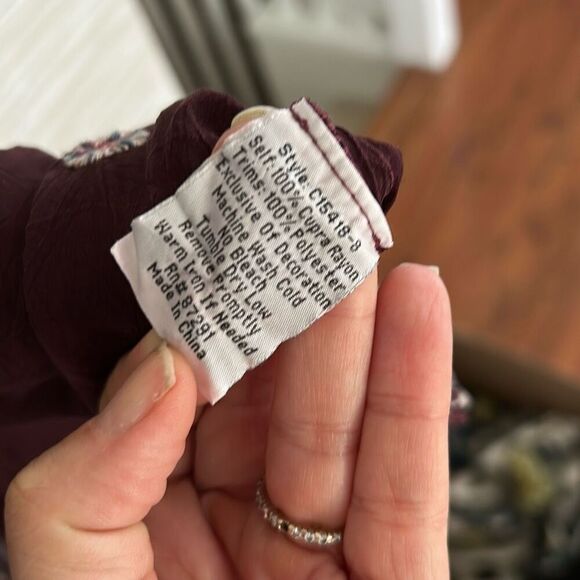 Style: C15418-8
Self: 100% Cupra Rayon
Trims: 100% Polyester
Exclusive Of Decoration
Machine Wash Cold
No Bleach
Tumble Dry Low
Remove Promptly
Warm Iron If Needed
Rn# 87291
Made In China